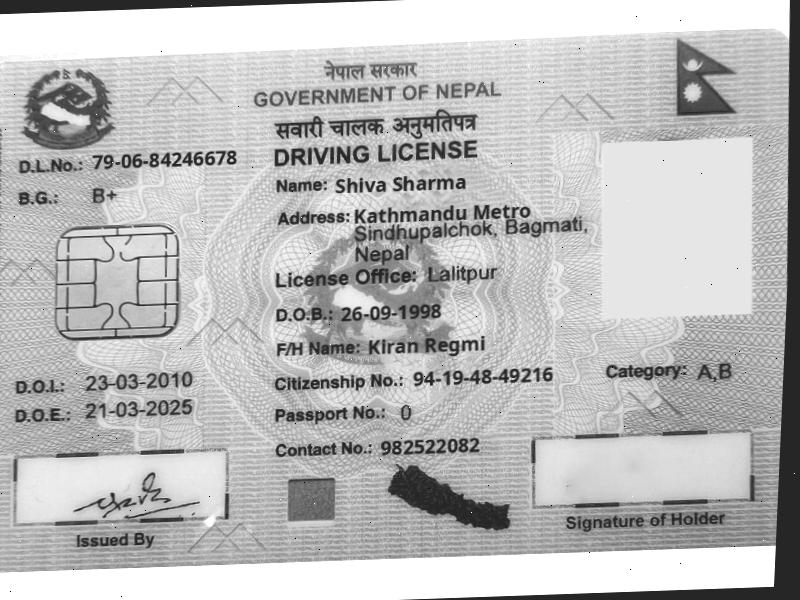 नेपाल सरकार
GOVERNMENT OF NEPAL
सवारी चालक अनुमतिपत्र
DRIVING LICENSE
D.L.No.: 79-06-84246678
B.G.: B+
Name: Shiva Sharma
Address: Kathmandu Metro
Sindhupalchok, Bagmati,
Nepal
License Office: Lalitpur
D.O.B.: 26-09-1998
F/H Name: Kiran Regmi
D.O.I.: 23-03-2010
Citizenship No.: 94-19-48-49216
Category: A,B
D.O.E.: 21-03-2025
Passport No.: 0
Contact No.: 982522082
Issued By
Signature of Holder